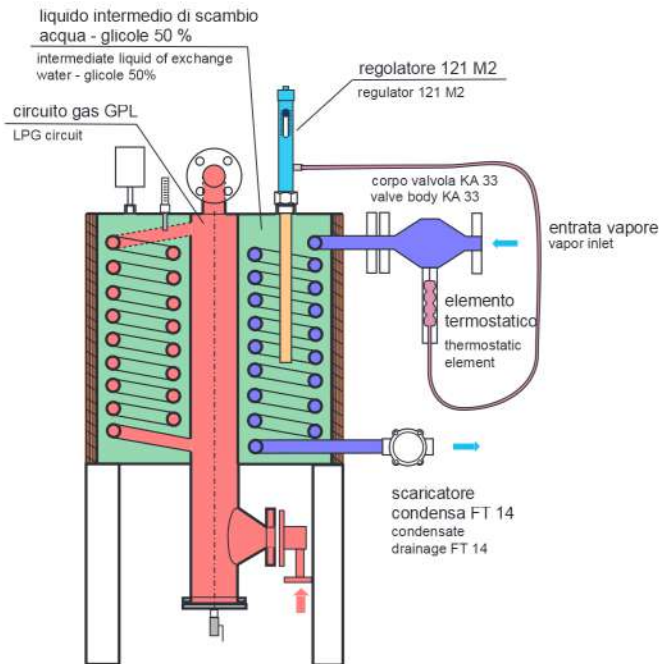 liquido intermedio di scambio
acqua - glicole 50 %
intermediate liquid of exchange
water - glicole 50%
circuito gas GPL
LPG circuit
regolatore 121 M2
regulator 121 M2
corpo valvola KA 33
valve body KA 33
entrata vapore
vapor inlet
elemento
termostatico
thermostatic
element
scaricatore
condensa FT 14
condensate
drainage FT 14